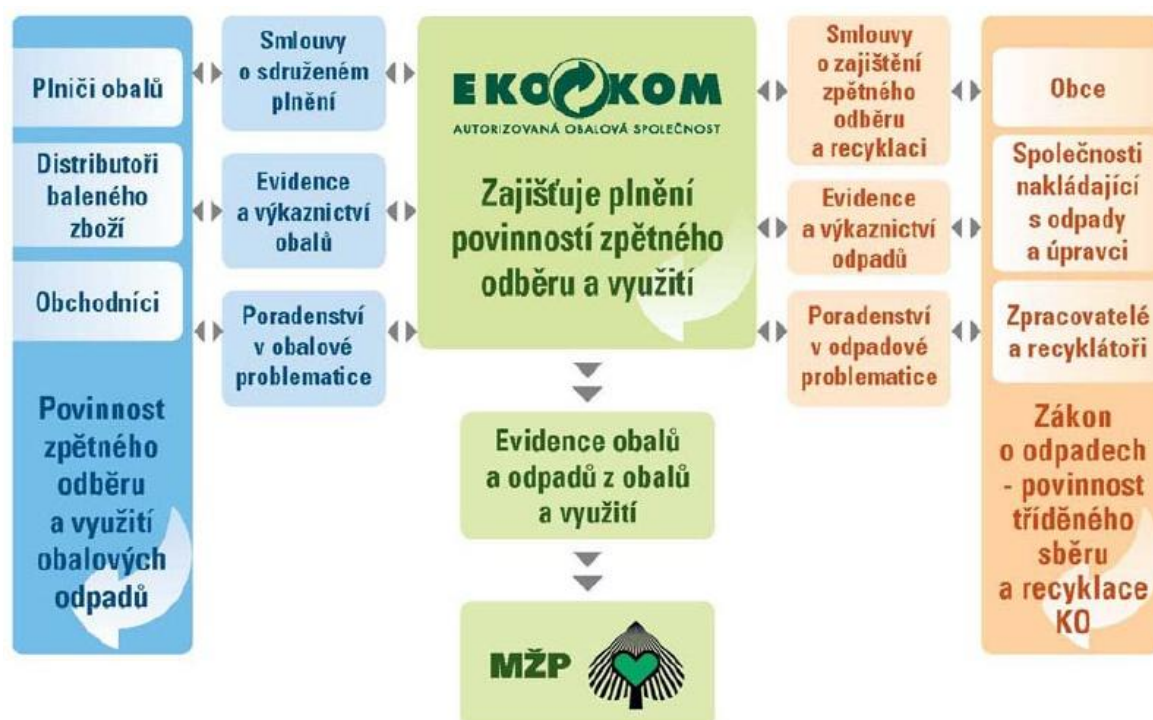 Plniči obalů
Distributoři
baleného
zboží
Obchodníci
Povinnost
zpětného
odběru
a využití
obalových
odpadů
Smlouvy
o sdruženém
plnění
Evidence
a výkaznictví
obalů
Poradenství
v obalové
problematice
EKO KOM
AUTORIZOVANÁ OBALOVÁ SPOLEČNOST
Zajišťuje plnění
povinností zpětného
odběru a využití
Evidence obalů
a odpadů z obalů
a využití
MŽP
Smlouvy
o zajištění
zpětného
odběru
a recyklaci
Evidence
a výkaznictví
odpadů
Poradenství
v odpadové
problematice
Obce
Společnosti
nakládající
s odpady
a úpravci
Zpracovatelé
a recyklátoři
Zákon
o odpadech
- povinnost
tříděného
sběru
a recyklace
KO